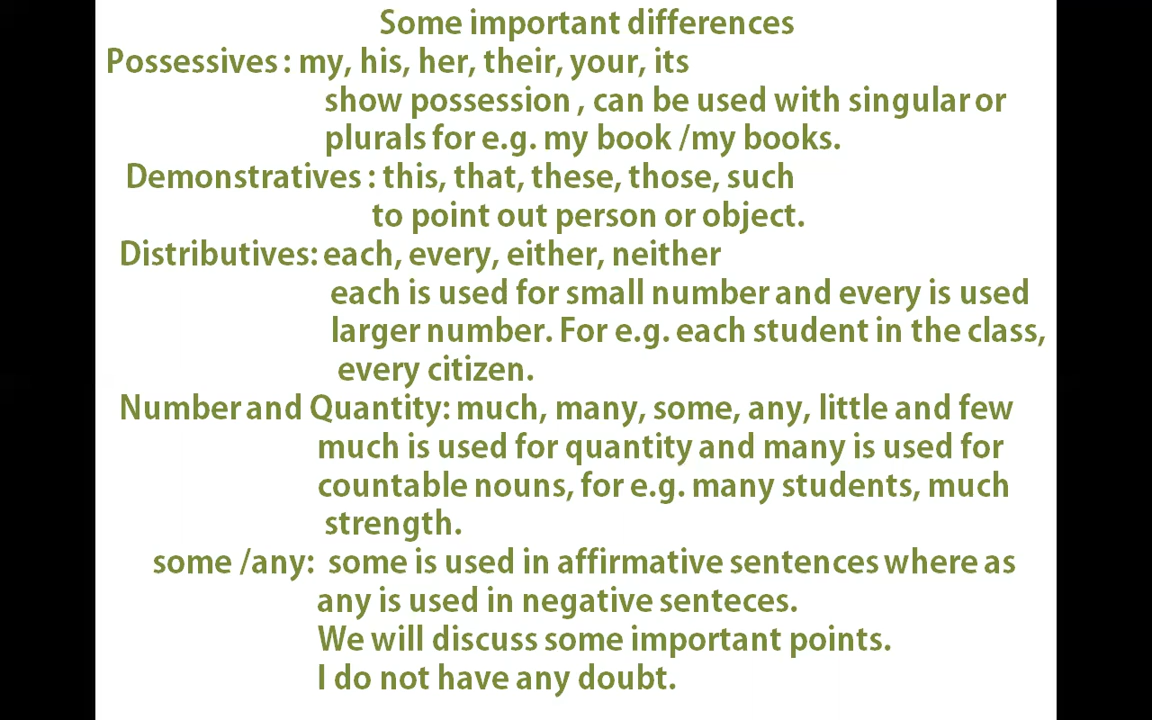 Some important differences
Possessives : my, his, her, their, your, its
show possession , can be used with singular or
plurals for e.g. my book /my books.
Demonstratives : this, that, these, those, such
to point out person or object.
Distributives: each, every, either, neither
each is used for small number and every is used
larger number. For e.g. each student in the class,
every citizen.
Number and Quantity: much, many, some, any, little and few
much is used for quantity and many is used for
countable nouns, for e.g. many students, much
strength.
some /any: some is used in affirmative sentences where as
any is used in negative senteces.
We will discuss some important points.
I do not have any doubt.